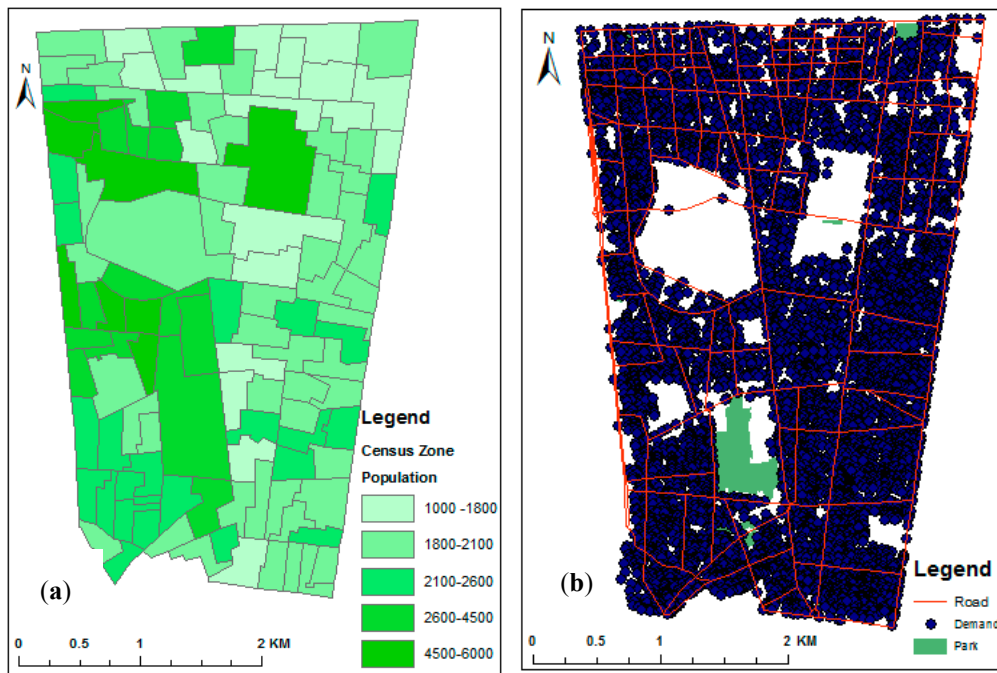 N
Legend
Census Zone
Population
1000 -1800
1800-2100
2100-2600
2600-4500
4500-6000
(a)
0 0.5 1 2 KM
N
Legend
Road
Demand
Park
(b)
0 0.5 1 2 KM